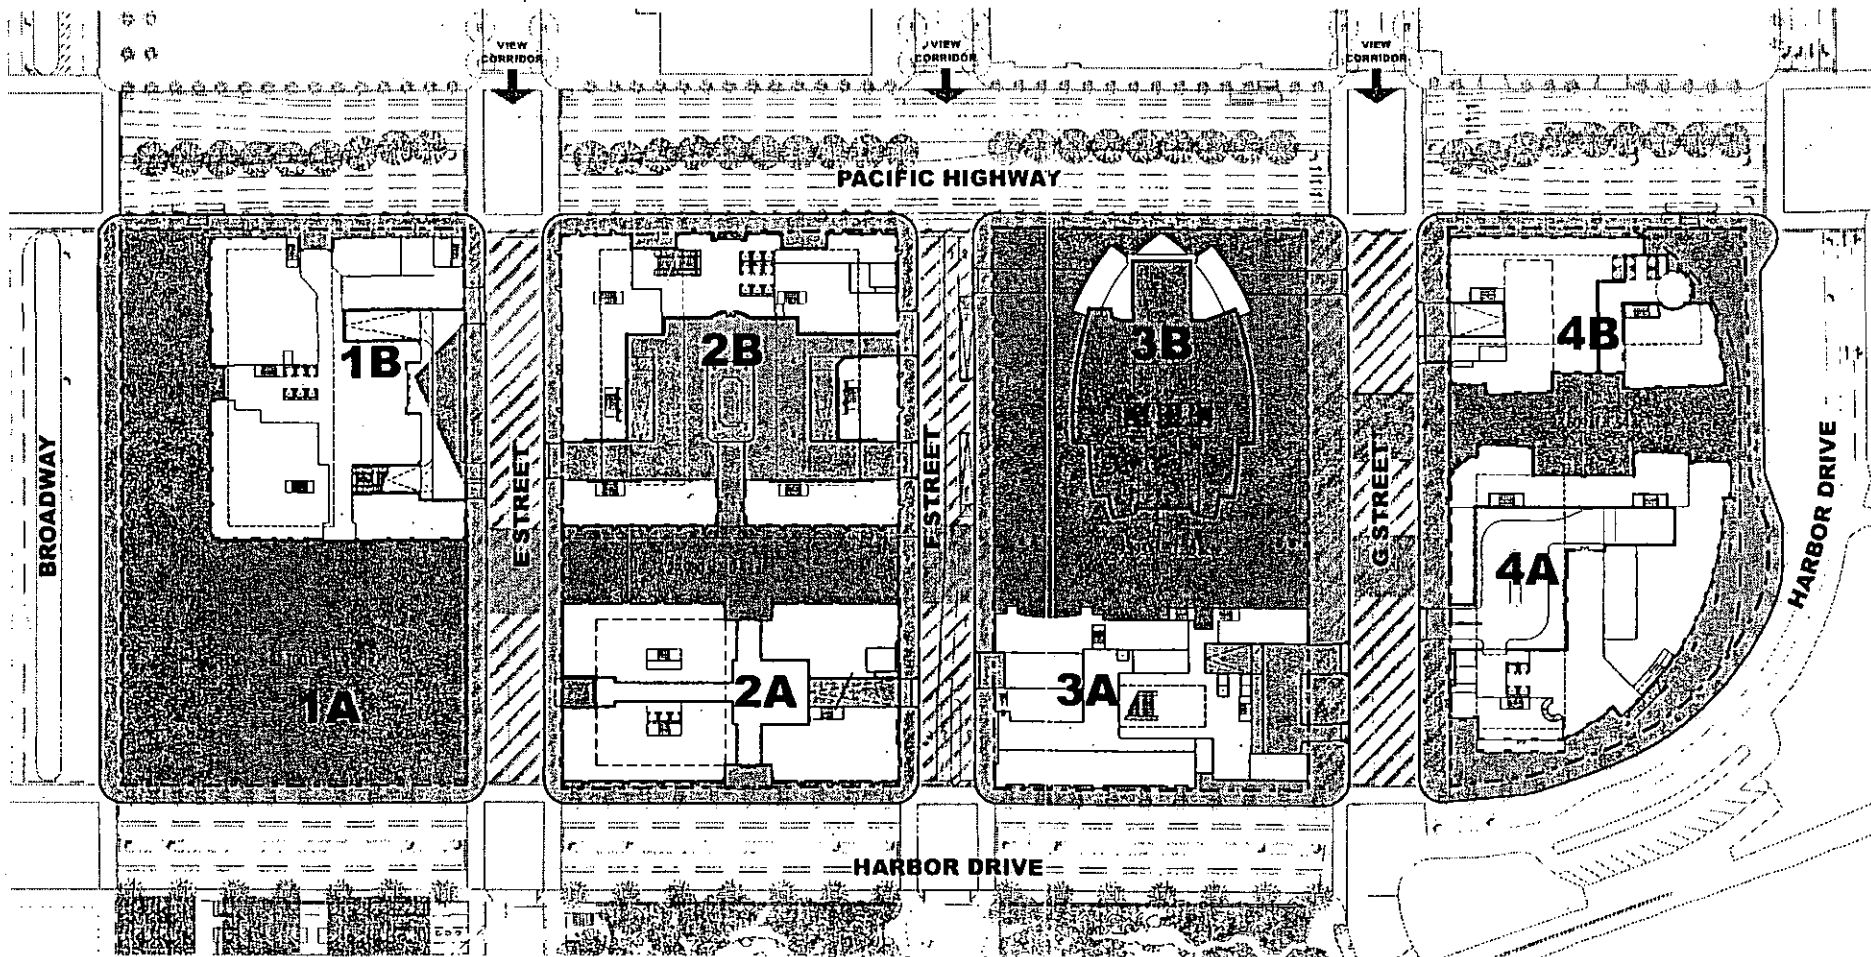 VIEW
CORRIDOR
VIEW
CORRIDOR
VIEW
CORRIDOR
PACIFIC HIGHWAY
1B
2B
3B
4B
BROADWAY
E STREET
F STREET
G STREET
HARBOR DRIVE
4A
1A
2A
3A
HARBOR DRIVE